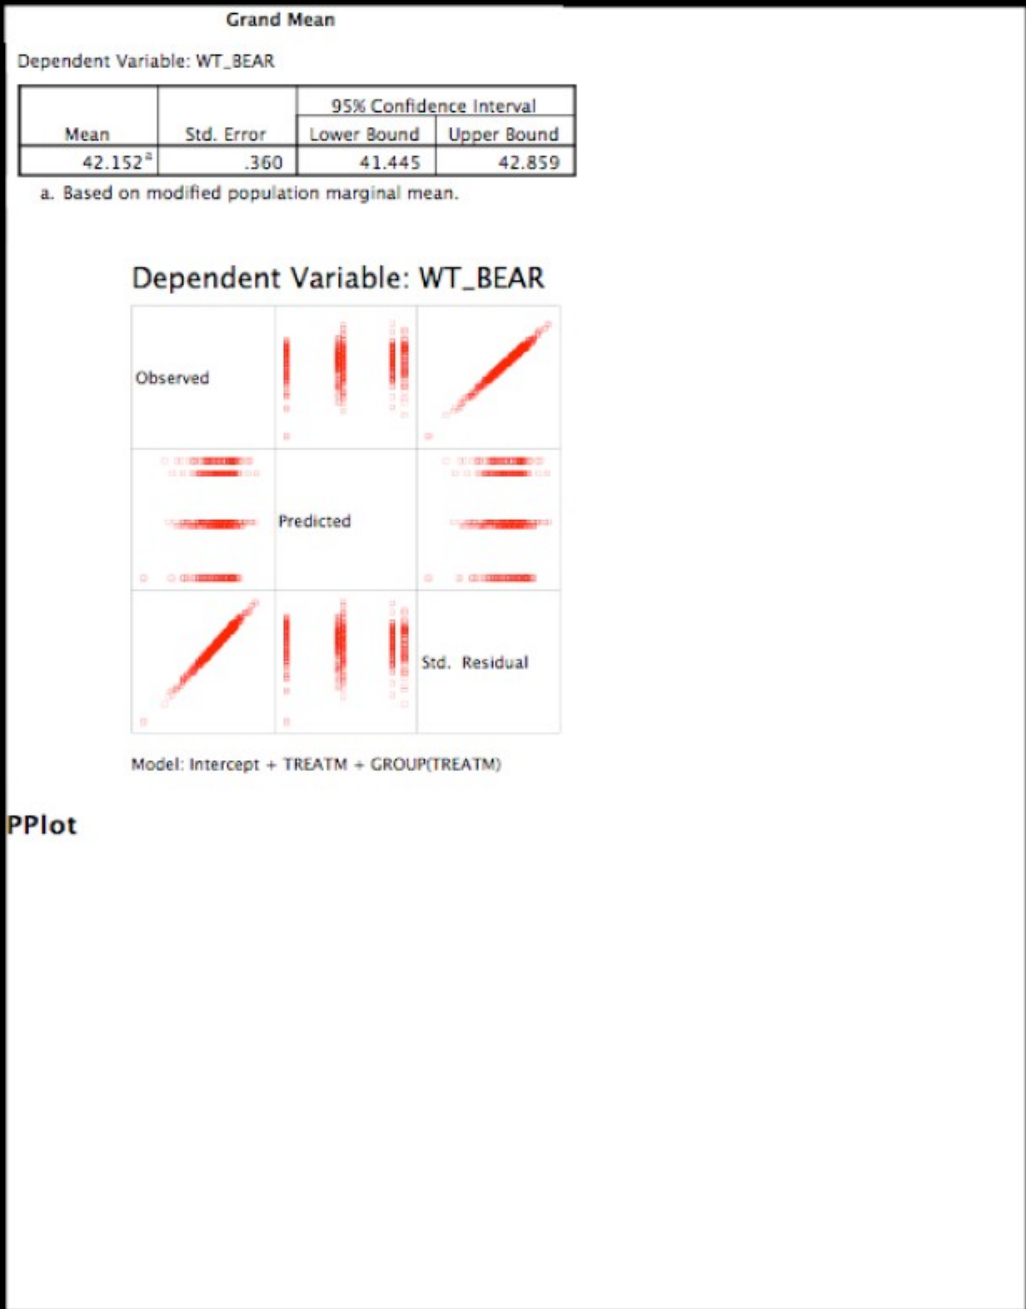 Grand Mean
Dependent Variable: WT_BEAR
95% Confidence Interval
Mean Std. Error Lower Bound Upper Bound
42.152a .360 41.445 42.859
a. Based on modified population marginal mean.
Dependent Variable: WT_BEAR
Observed
Predicted
Std. Residual
Model: Intercept + TREATM + GROUP(TREATM)
PPlot